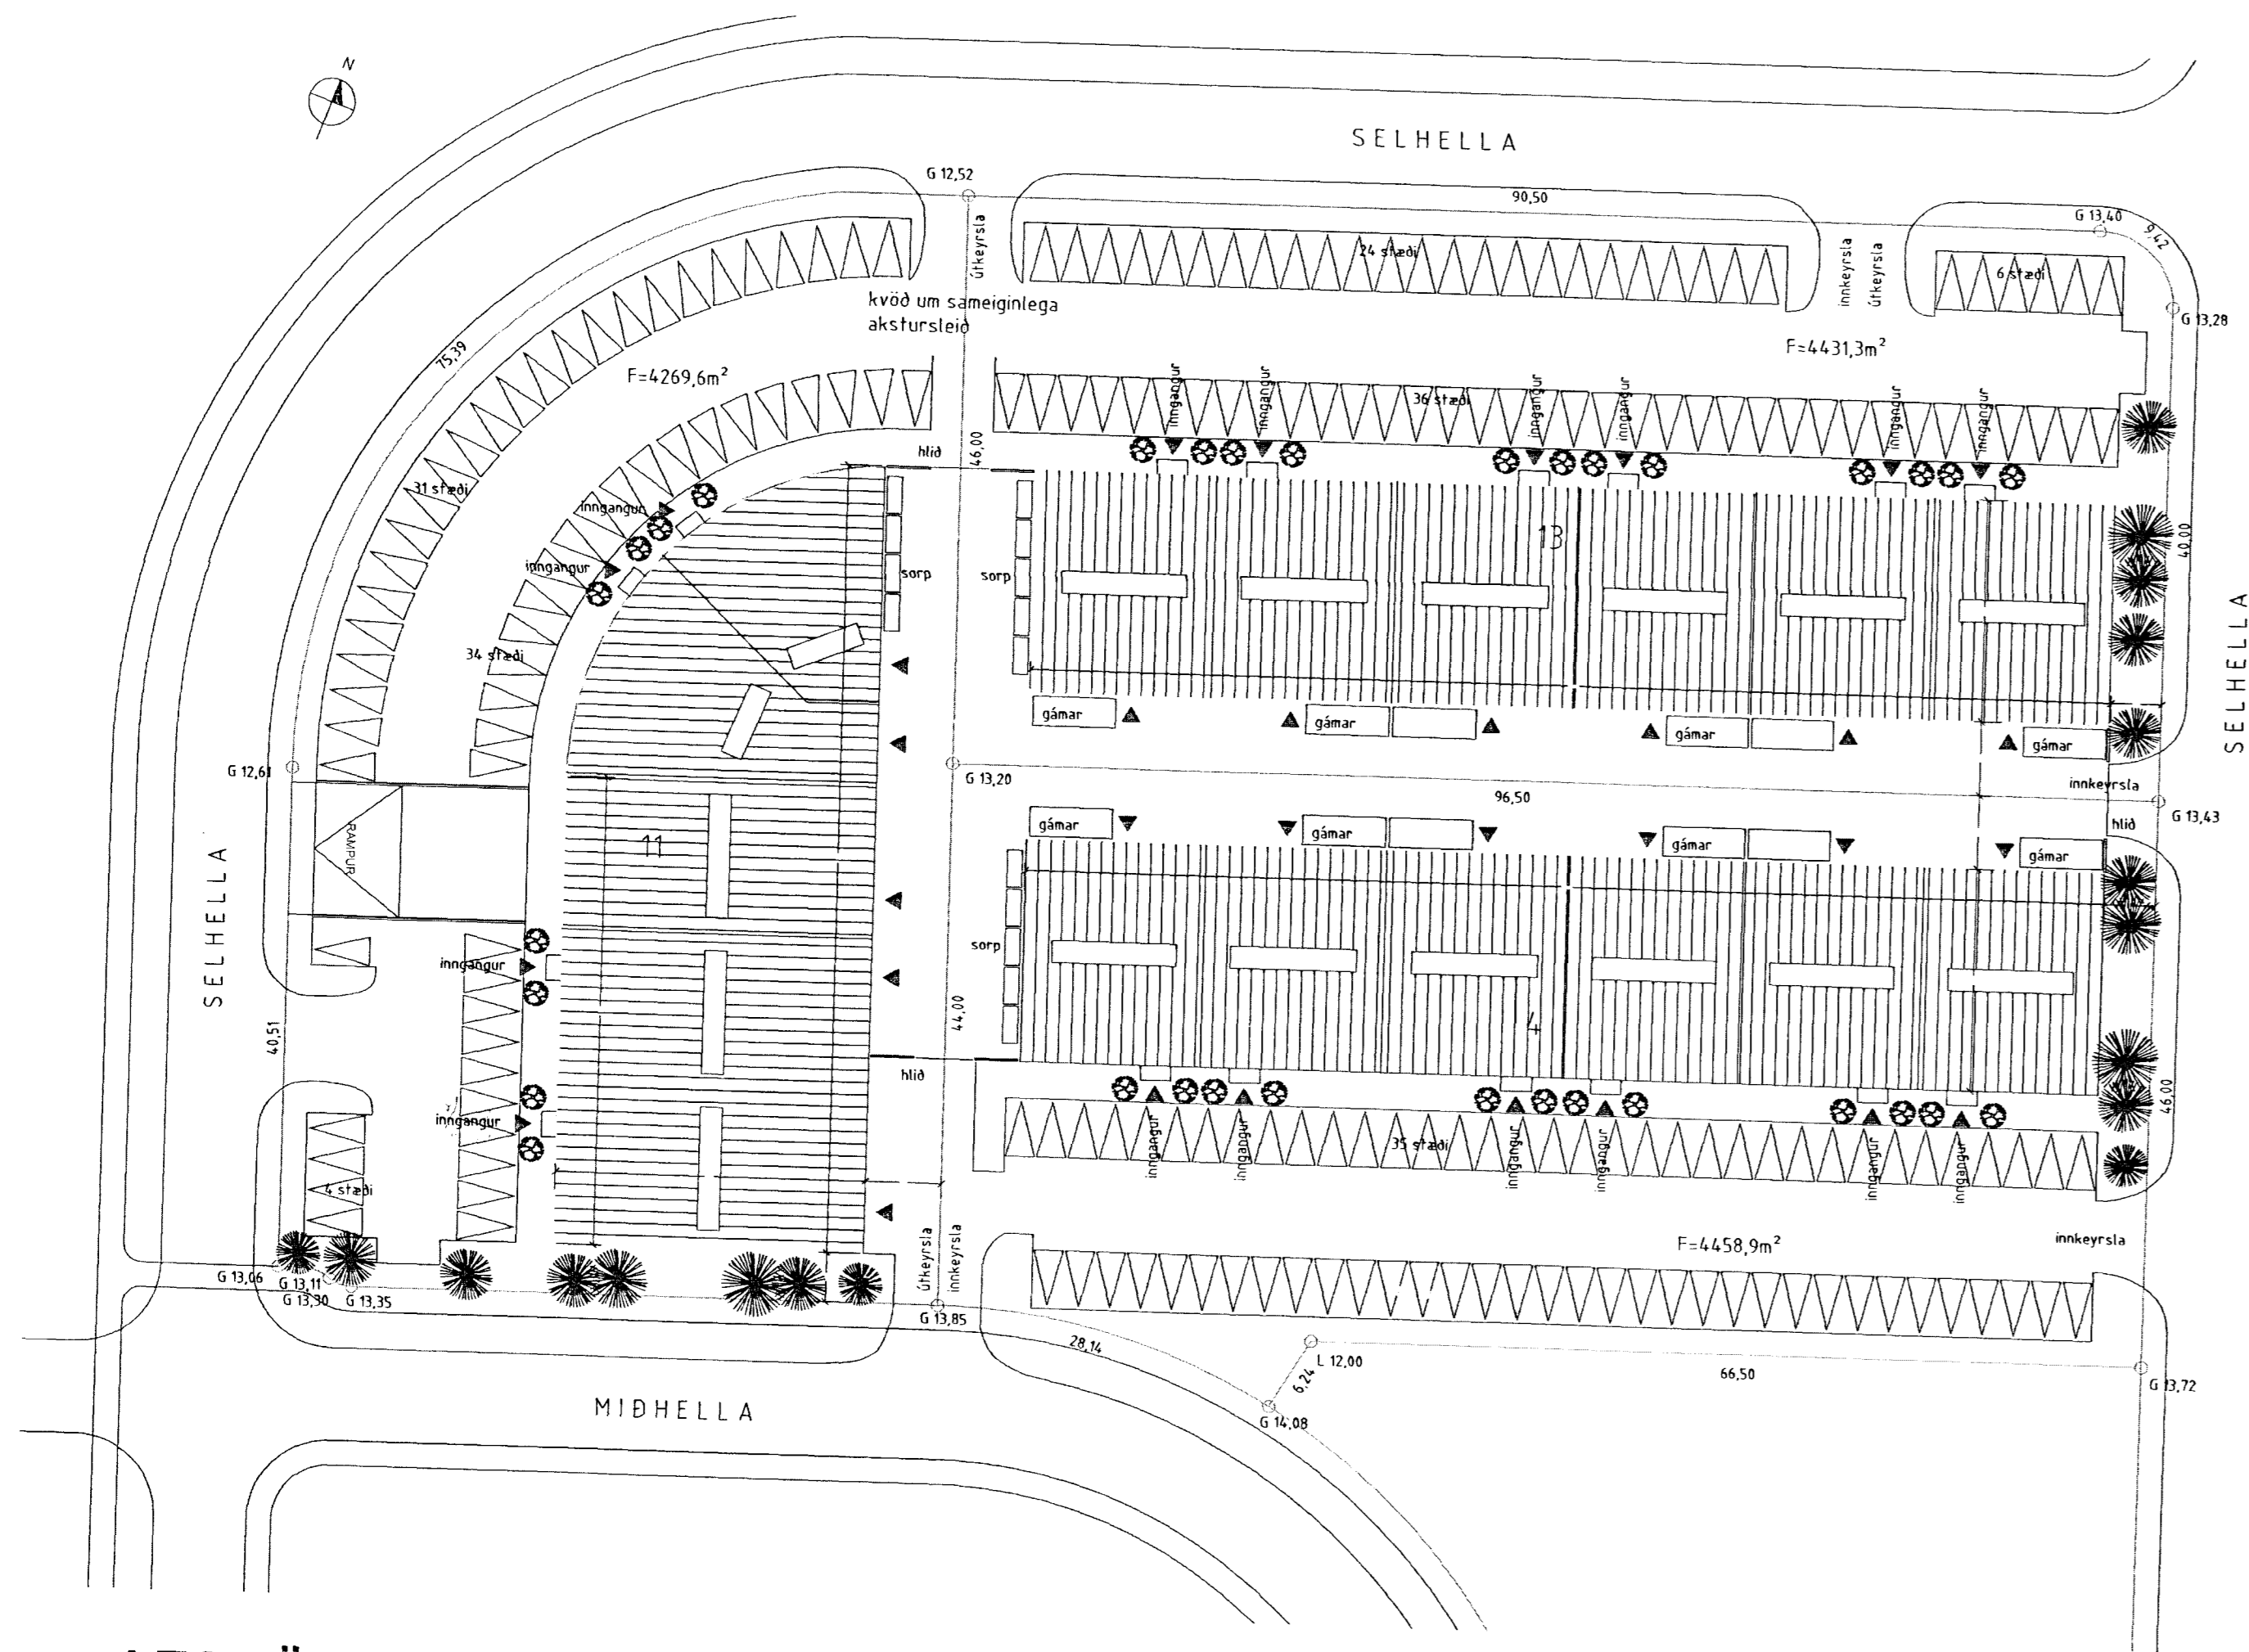 N
SELHELLA
G 12,52
90,50
G 13,40
9,42
útkeyrsla
24 stæði
innkeyrsla
útkeyrsla
6 stæði
G 13,28
kvöð um sameiginlega
akstursleið
F=4431,3m²
75,39
F=4269,6m²
36 stæði
inngangur
inngangur
inngangur
inngangur
inngangur
inngangur
hlið
46,00
31 stæði
inngangur
inngangur
13
40,00
sorp
sorp
SELHELLA
34 stæði
gámar
gámar
gámar
gámar
G 12,61
G 13,20
96,50
innkeyrsla
G 13,43
hlið
RAMPUR
11
gámar
gámar
gámar
gámar
SELHELLA
sorp
inngangur
40,51
44,00
hlið
inngangur
46,00
35 stæði
inngangur
inngangur
inngangur
inngangur
inngangur
inngangur
4 stæði
útkeyrsla
innkeyrsla
F=4458,9m²
innkeyrsla
G 13,06
G 13,11
G 13,30
G 13,35
G 13,85
28,14
L 12,00
6,24
66,50
G 13,72
G 14,08
MIÐHELLA